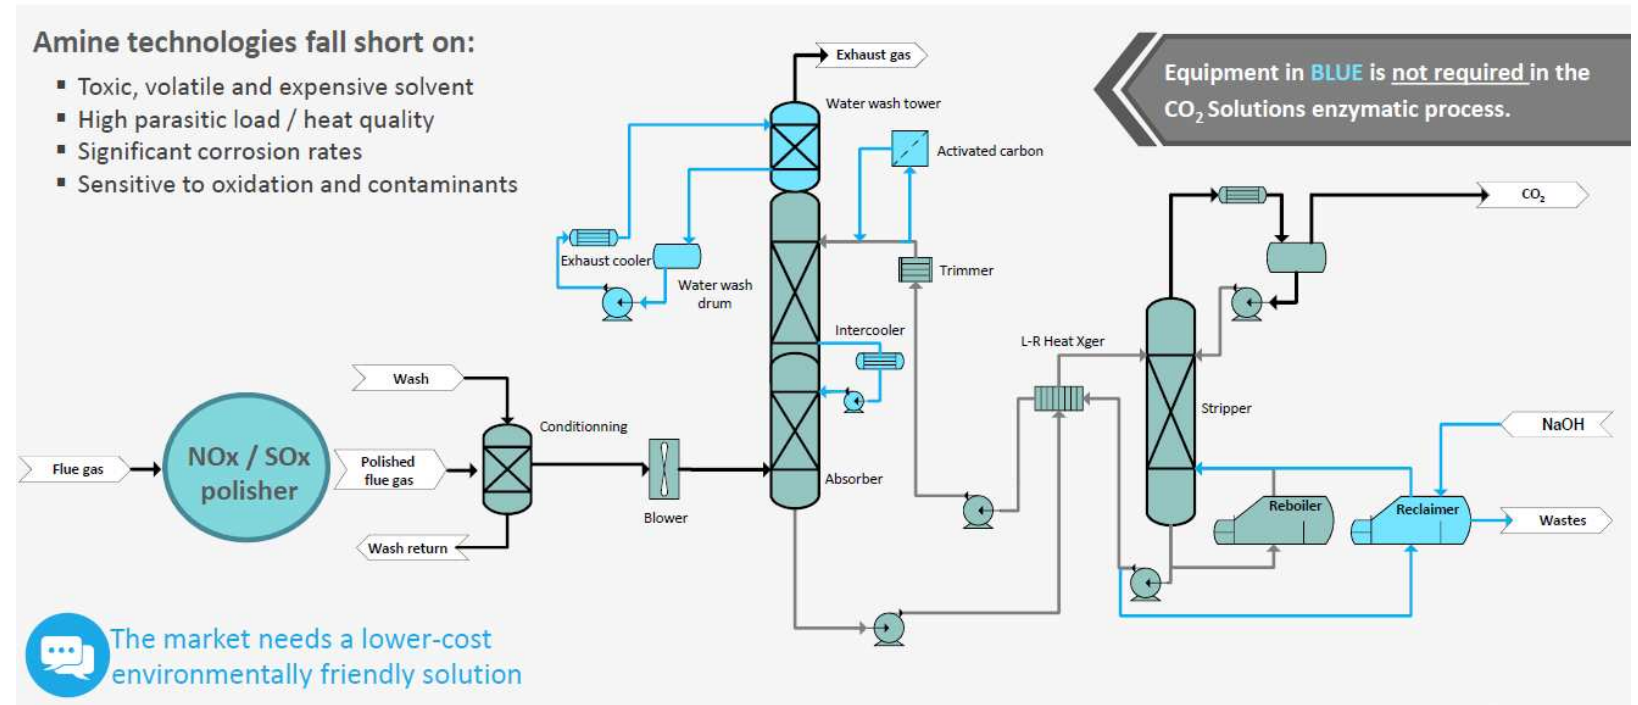 Amine technologies fall short on:
▪ Toxic, volatile and expensive solvent
▪ High parasitic load / heat quality
▪ Significant corrosion rates
▪ Sensitive to oxidation and contaminants
Exhaust gas
Equipment in BLUE is not required in the
CO2 Solutions enzymatic process.
Water wash tower
Activated carbon
CO2
Exhaust cooler
Water wash
drum
Trimmer
Intercooler
L-R Heat Xger
Wash
Conditionning
Stripper
NaOH
Flue gas
NOx / SOx
polisher
Polished
flue gas
Absorber
Blower
Reboiler
Reclaimer
Wastes
Wash return
The market needs a lower-cost
environmentally friendly solution